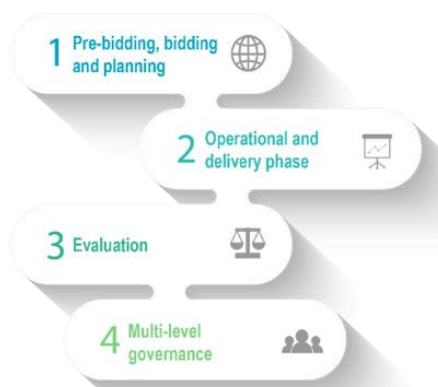 1 Pre-bidding, bidding
and planning
2 Operational and
delivery phase
3 Evaluation
4 Multi-level
governance